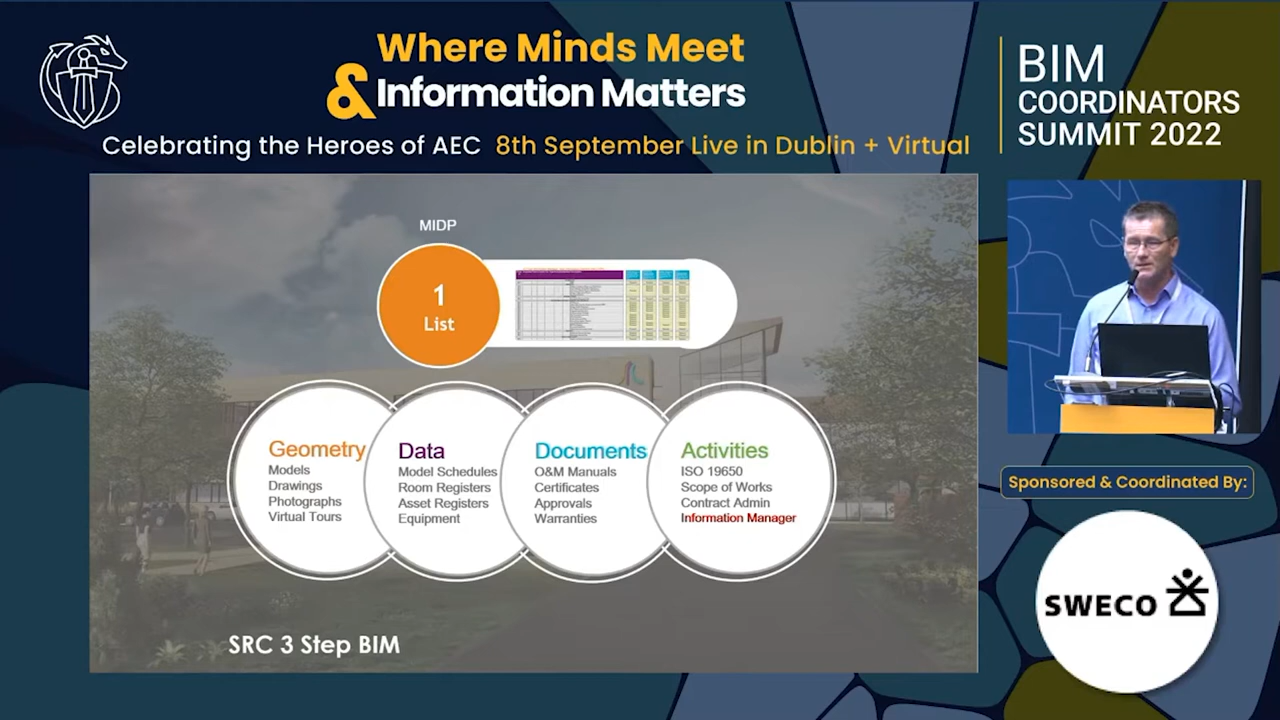 Where Minds Meet
& Information Matters
Celebrating the Heroes of AEC 8th September Live in Dublin + Virtual
BIM
COORDINATORS
SUMMIT 2022
MIDP
1
List
Geometry
Models
Drawings
Photographs
Virtual Tours
Data
Model Schedules
Room Registers
Asset Registers
Equipment
Documents
O&M Manuals
Certificates
Approvals
Warranties
Activities
ISO 19650
Scope of Works
Contract Admin
Information Manager
SRC 3 Step BIM
Sponsored & Coordinated By:
SWECO